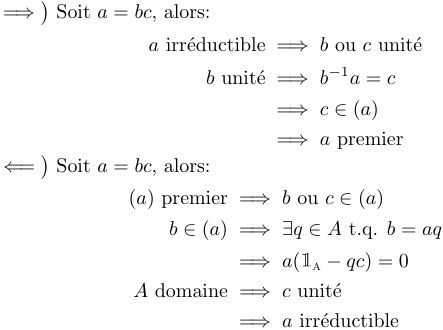 ⟹ ) Soit a = bc, alors:
a irréductible ⟹ b ou c unité
b unité ⟹ b⁻¹a = c
⟹ c ∈ (a)
⟹ a premier
⟸ ) Soit a = bc, alors:
(a) premier ⟹ b ou c ∈ (a)
b ∈ (a) ⟹ ∃q ∈ A t.q. b = aq
⟹ a(𝟙_A − qc) = 0
A domaine ⟹ c unité
⟹ a irréductible